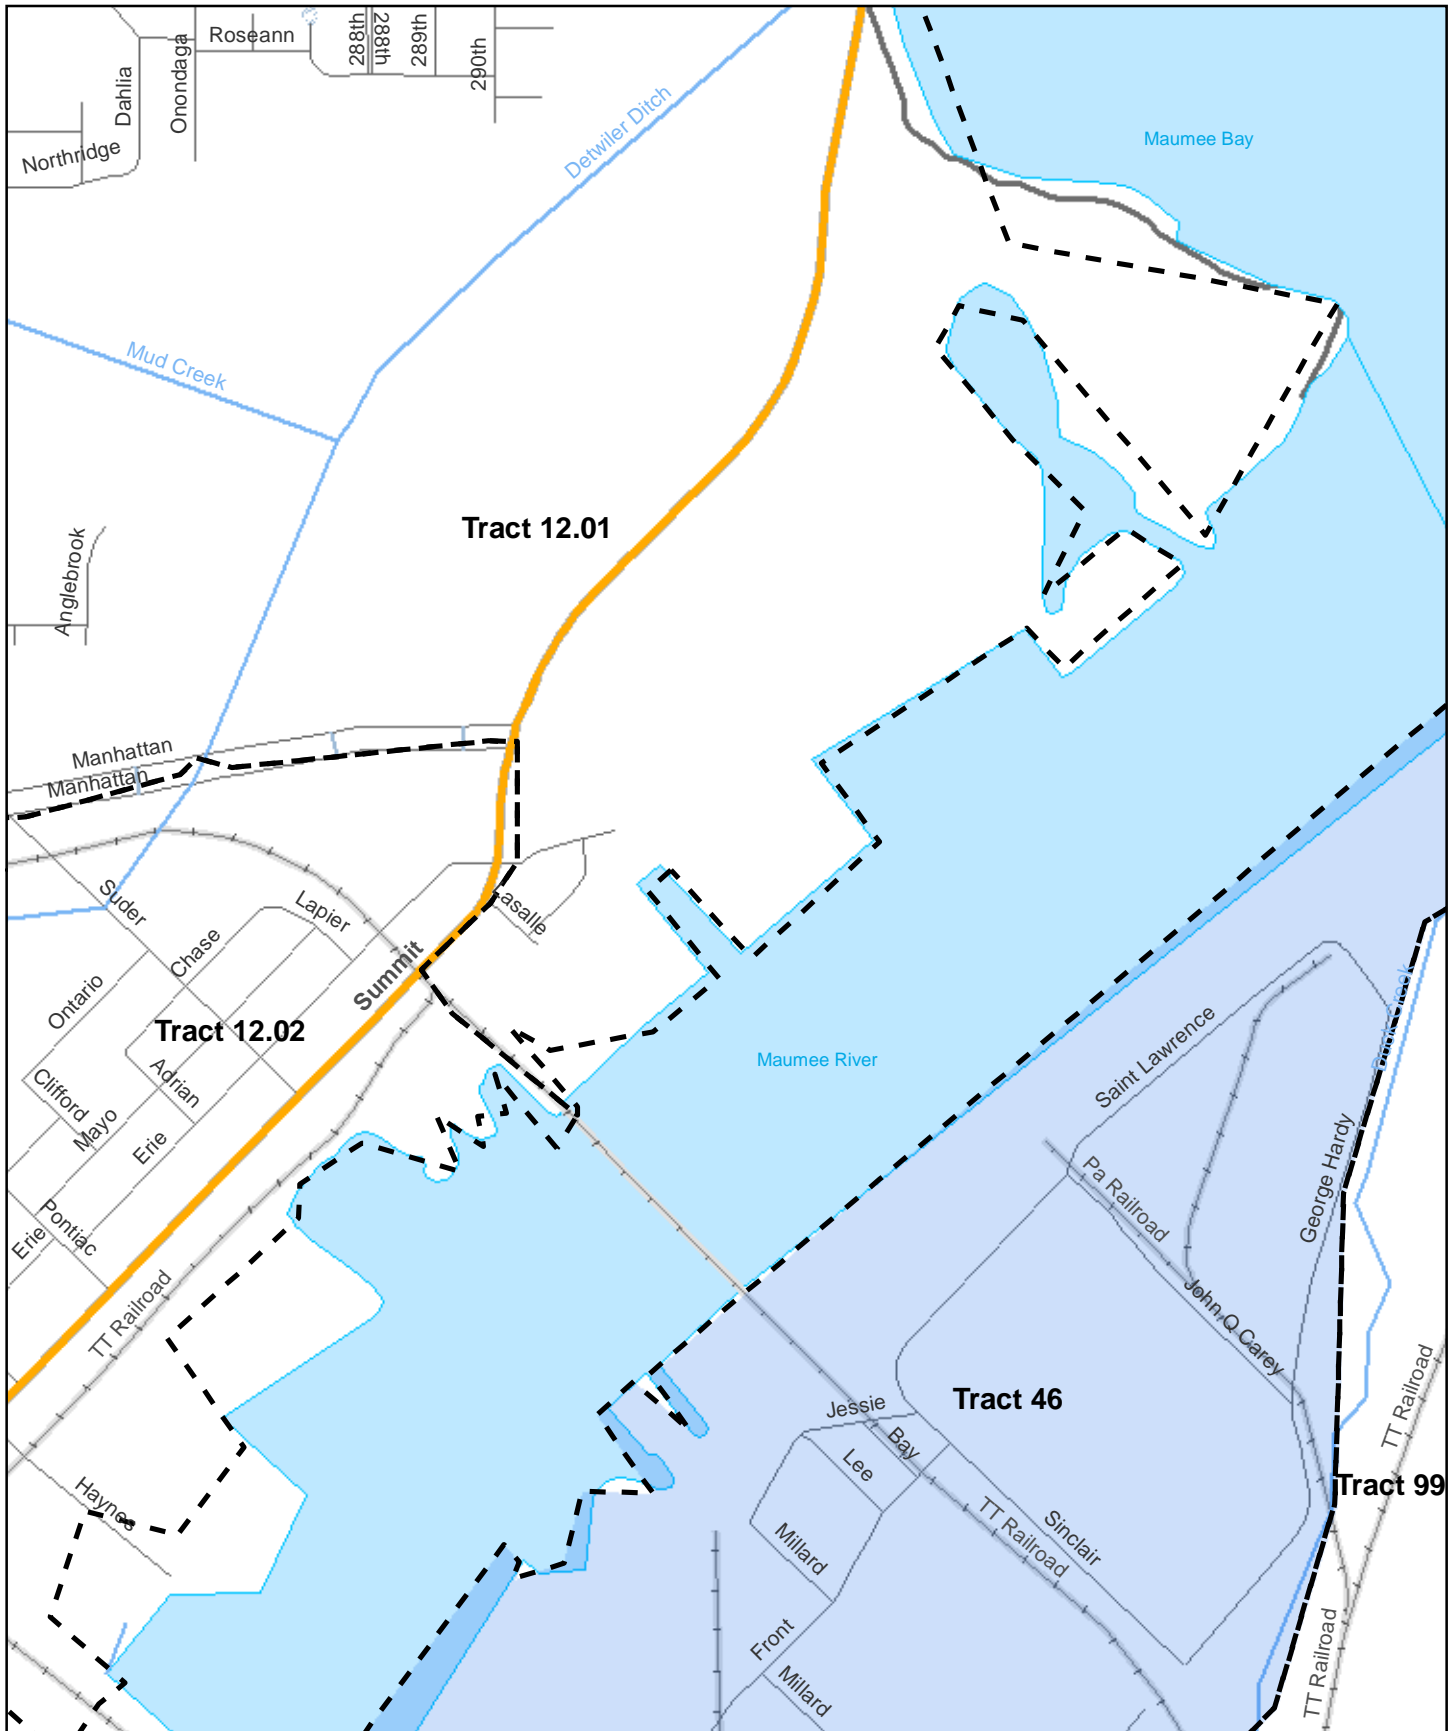 Roseann
288th
288th
289th
290th
Dahlia
Onondaga
Northridge
Detwiler Ditch
Maumee Bay
Mud Creek
Tract 12.01
Anglebrook
Manhattan
Manhattan
Suder
Lapier
Lasalle
Chase
Summit
Ontario
Tract 12.02
Adrian
Clifford
Mayo
Erie
Pontiac
Erie
TT Railroad
Haynes
Maumee River
Saint Lawrence
Creek
George Hardy
Pa Railroad
John Q Carey
TT Railroad
Tract 46
Jessie
Bay
Lee
Tract 99
TT Railroad
Sinclair
Millard
Front
Millard
TT Railroad